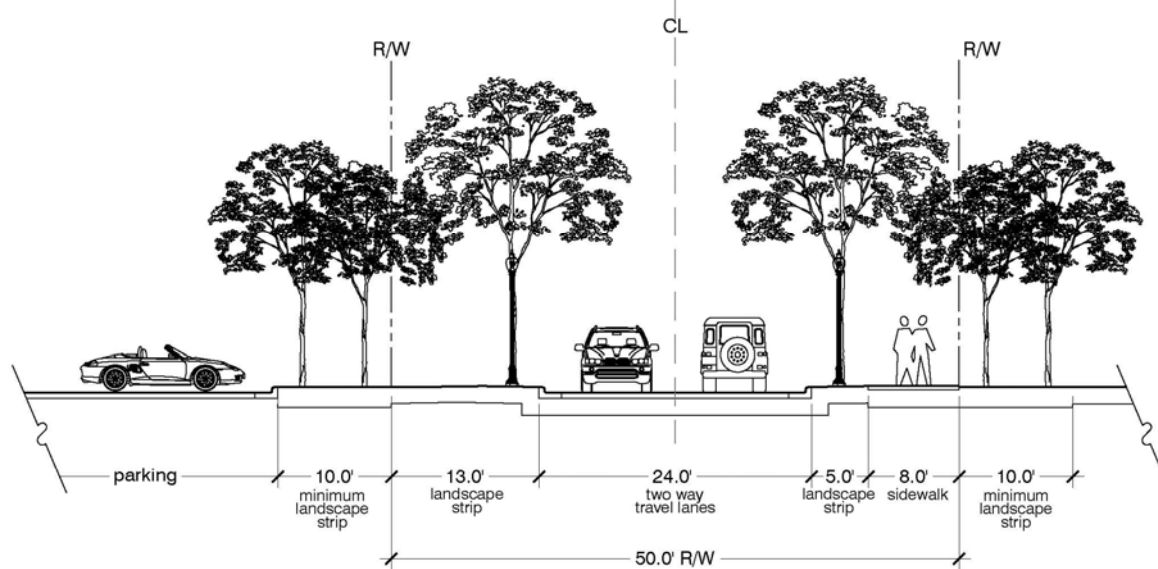 CL
R/W
R/W
parking
10.0'
minimum
landscape
strip
13.0'
landscape
strip
24.0'
two way
travel lanes
5.0'
landscape
strip
8.0'
sidewalk
10.0'
minimum
landscape
strip
50.0' R/W